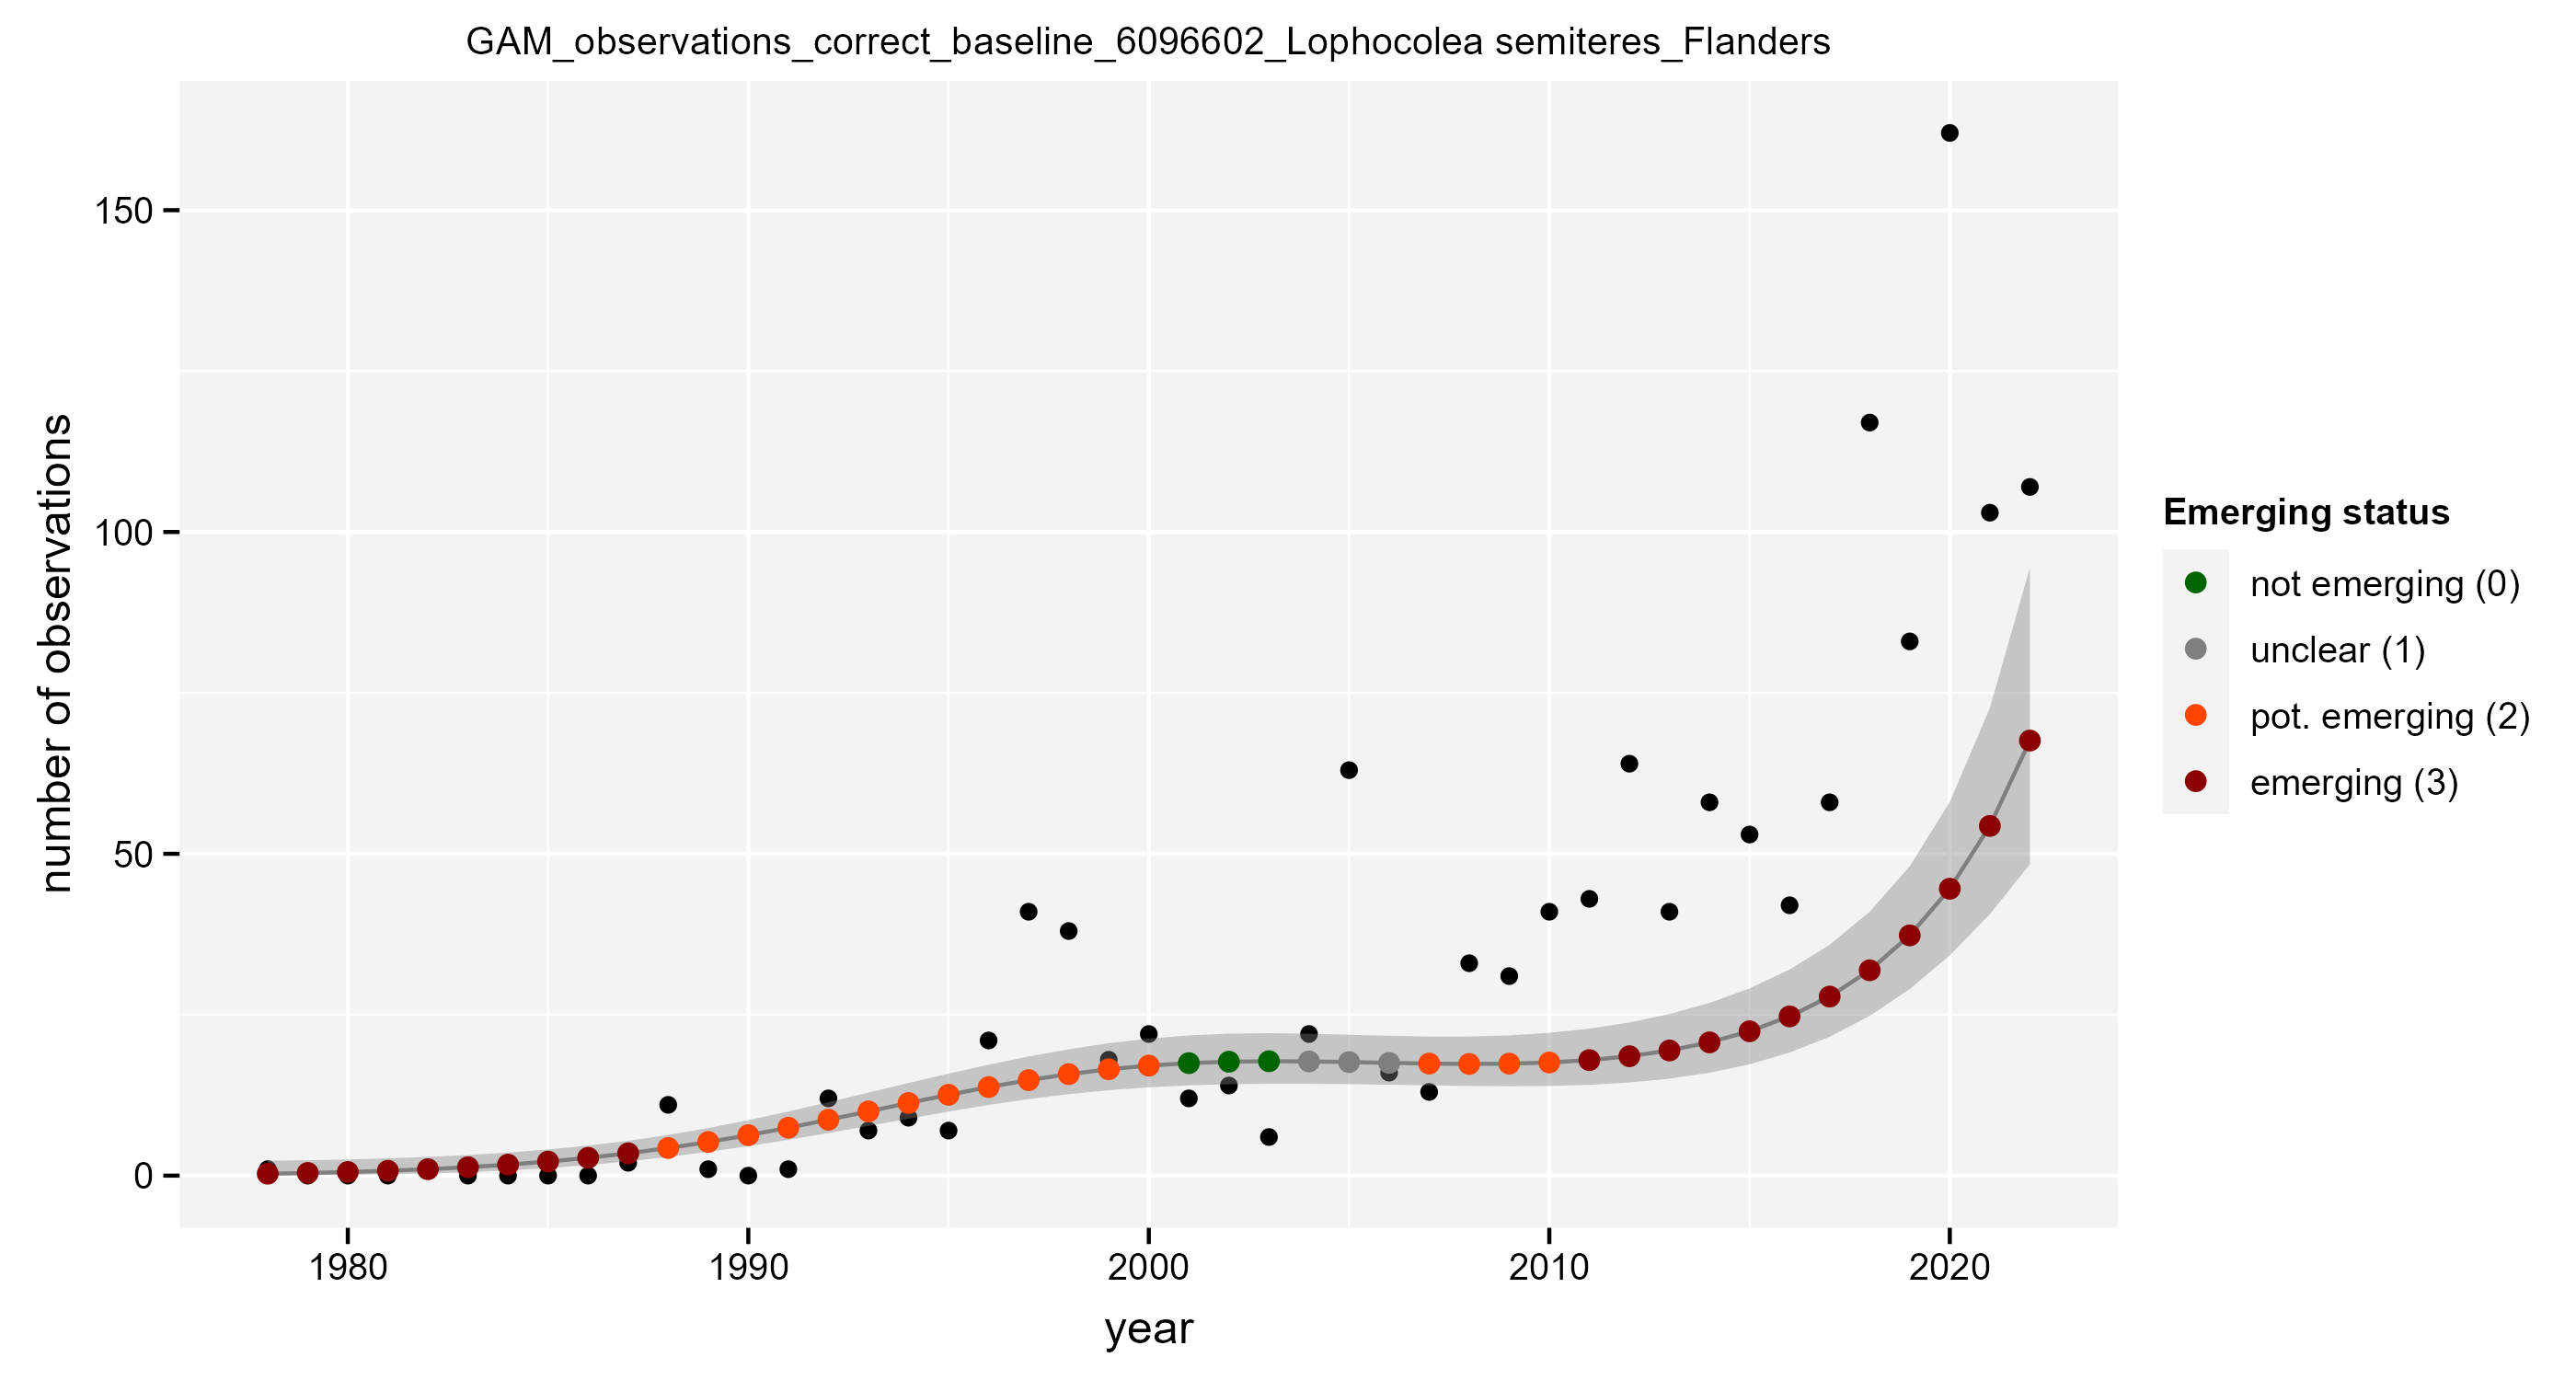 GAM_observations_correct_baseline_6096602_Lophocolea semiteres_Flanders
number of observations
150
100
50
0
1980 1990 2000 2010 2020
year
Emerging status
not emerging (0)
unclear (1)
pot. emerging (2)
emerging (3)